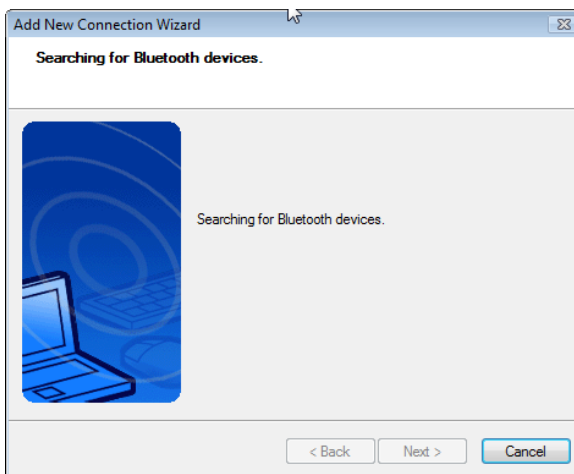 Add New Connection Wizard
Searching for Bluetooth devices.
Searching for Bluetooth devices.
< Back
Next >
Cancel